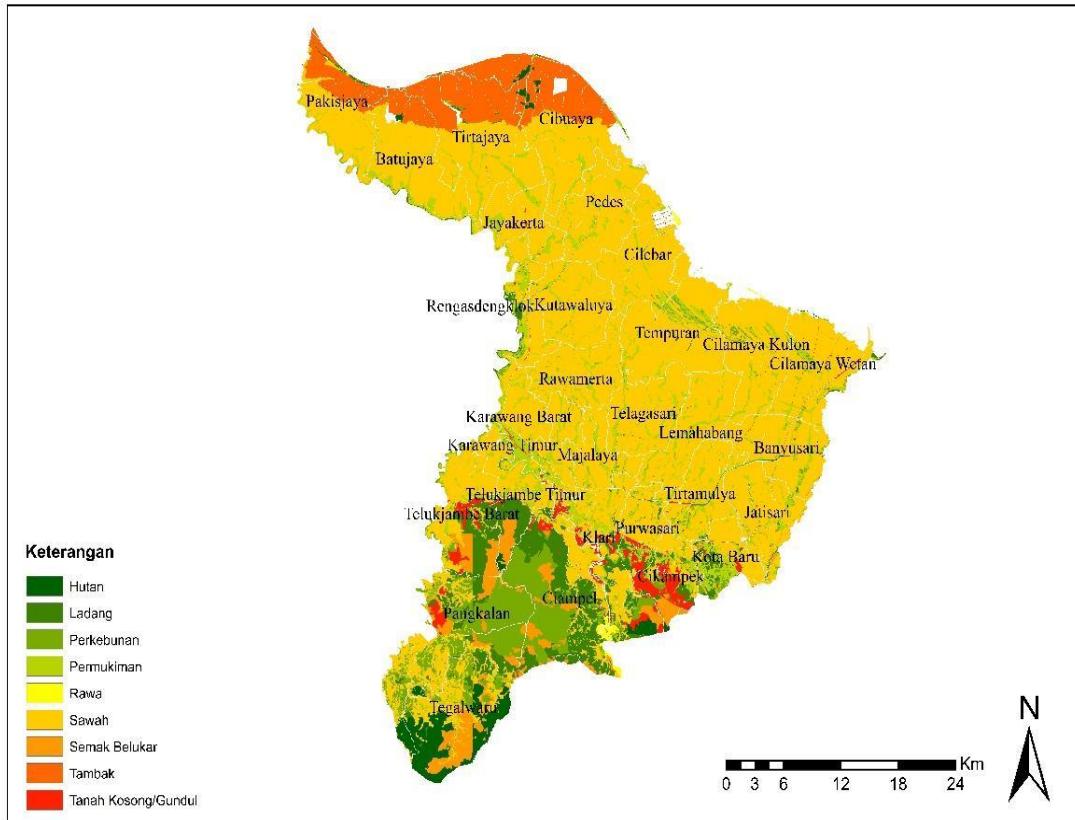 Pakisjaya
Cibuaya
Tirtajaya
Batujaya
Pedes
Jayakerta
Cilebar
Rengasdengklok
Kutawaluya
Tempuran
Cilamaya Kulon
Cilamaya Wetan
Rawamerta
Karawang Barat
Telagasari
Lemahabang
Karawang Timur
Banyusari
Majalaya
Telukjambe Timur
Tirtamulya
Telukjambe Barat
Jatisari
Purwasari
Klari
Kota Baru
Cikampek
Ciampel
Pangkalan
Tegalwaru
Keterangan
Hutan
Ladang
Perkebunan
Permukiman
Rawa
Sawah
Semak Belukar
Tambak
Tanah Kosong/Gundul
N
Km
0 3 6 12 18 24